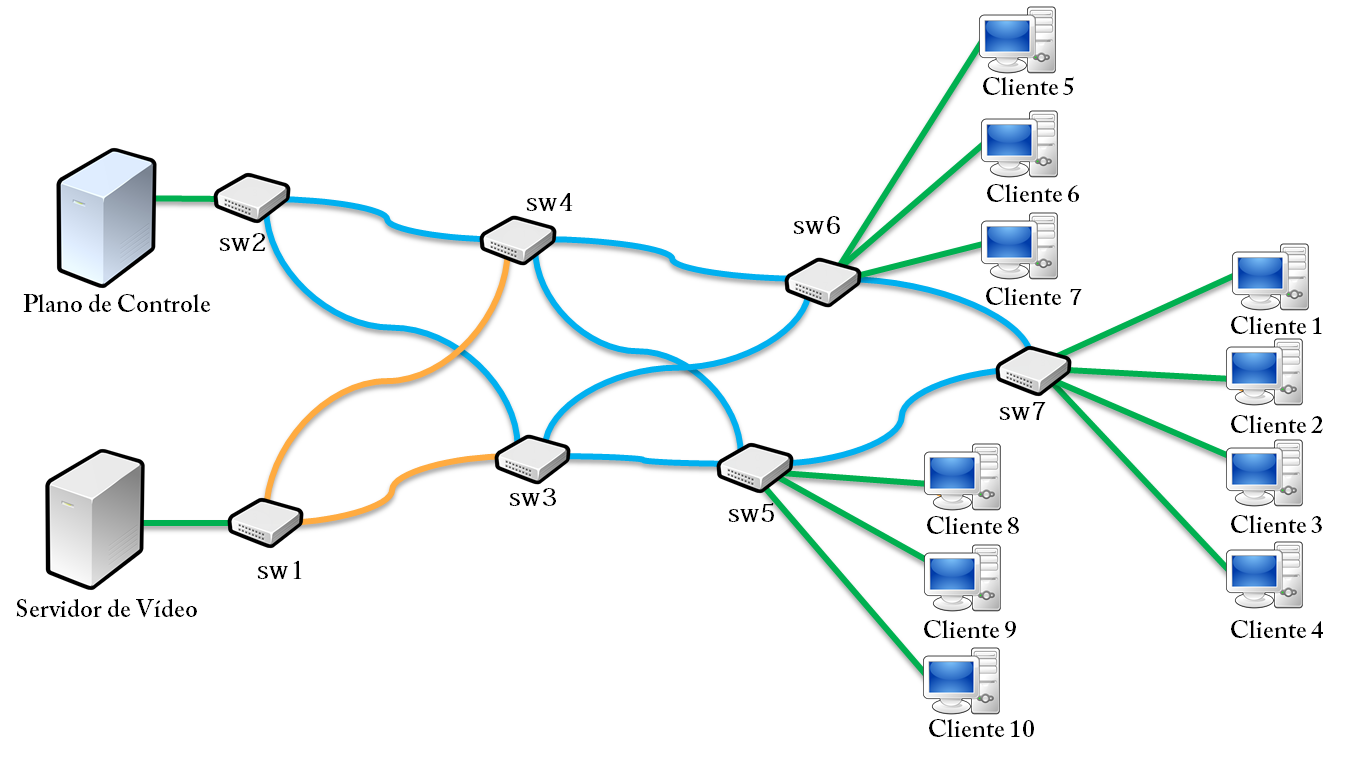 Cliente 5
Cliente 6
sw4
sw6
sw2
Plano de Controle
Cliente 7
Cliente 1
sw7
Cliente 2
sw3
sw5
Cliente 8
Cliente 3
sw1
Servidor de Vídeo
Cliente 9
Cliente 4
Cliente 10